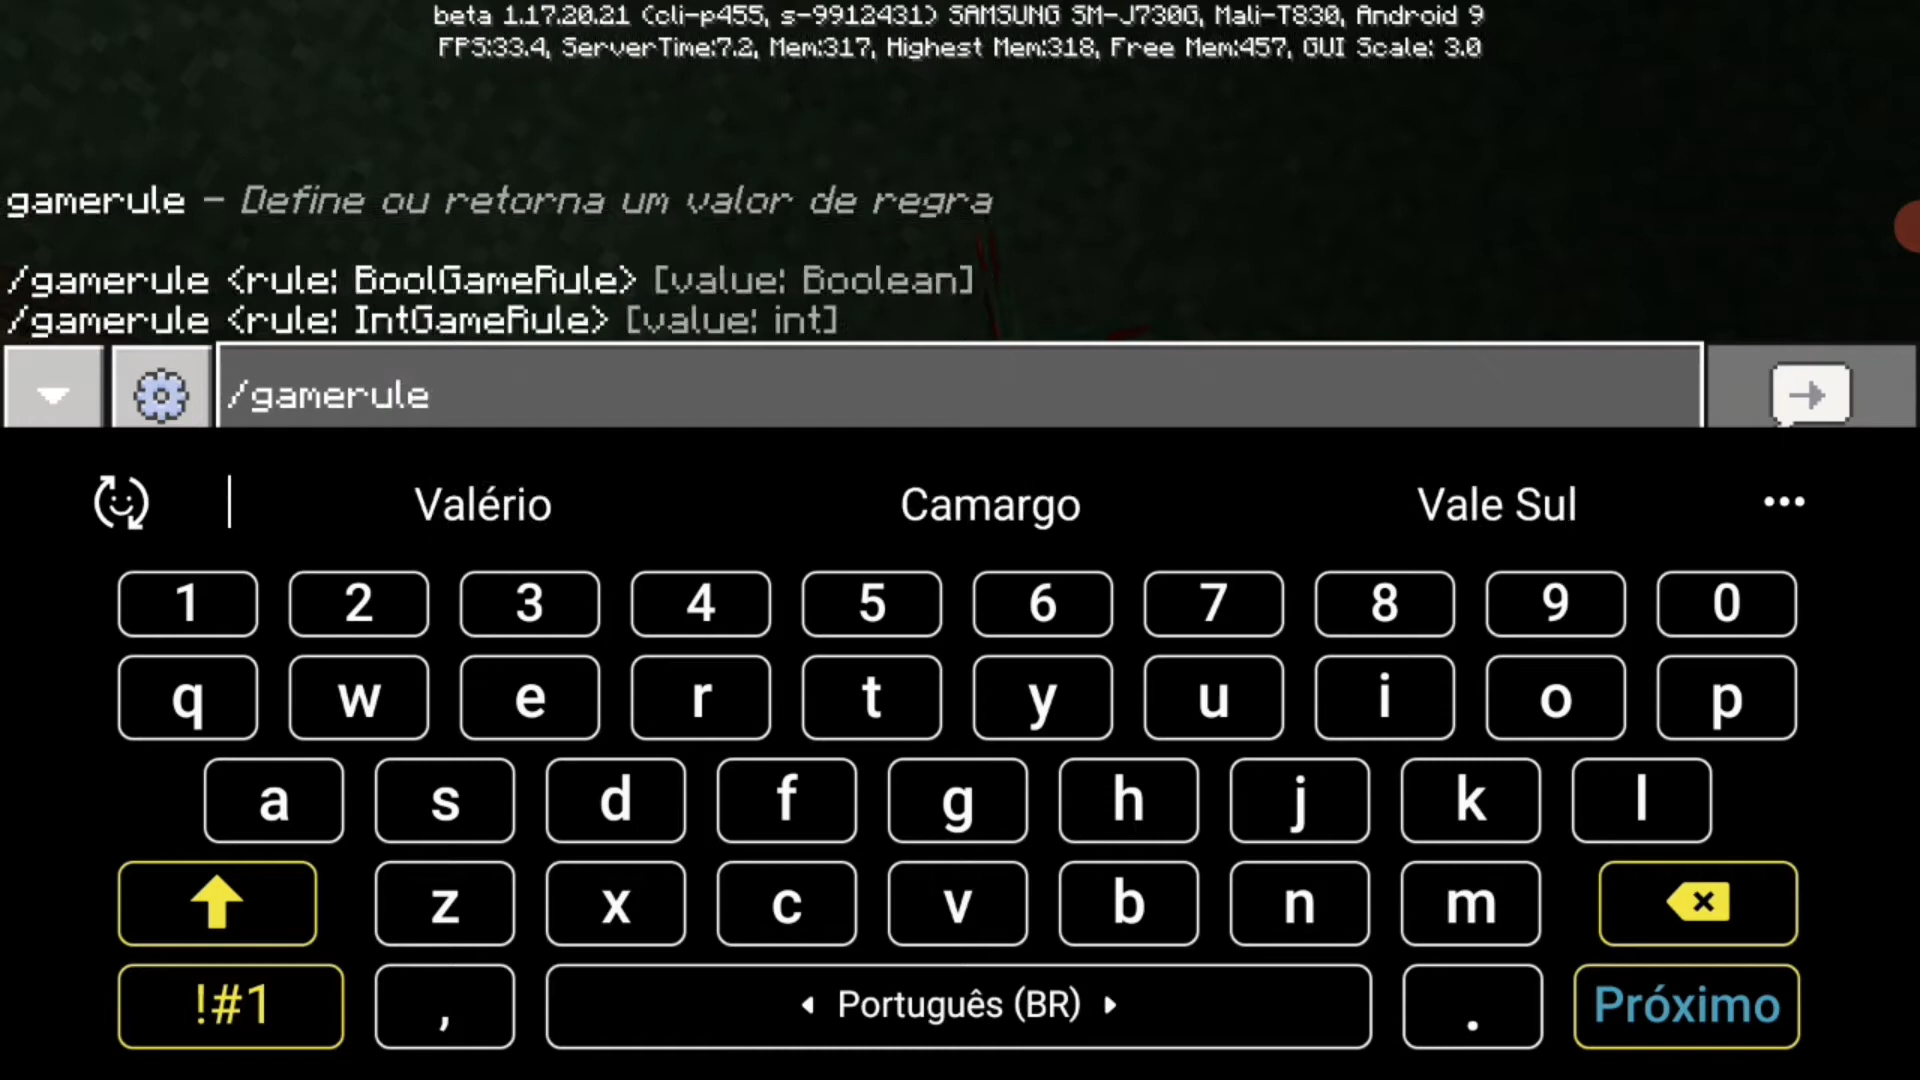 beta 1.17.20.21 (cli-p455, s-9912431) SAMSUNG SM-J730G, Mali-T830, Android 9
FPS:33.4, ServerTime:7.2, Mem:317, Highest Mem:318, Free Mem:457, GUI Scale: 3.0
gamerule - Define ou retorna um valor de regra
/gamerule <rule: BoolGameRule> [value: Boolean]
/gamerule <rule: IntGameRule> [value: int]
/gamerule
Valério Camargo Vale Sul ...
1 2 3 4 5 6 7 8 9 0
q w e r t y u i o p
a s d f g h j k l
z x c v b n m
!#1 , Português (BR) . Próximo